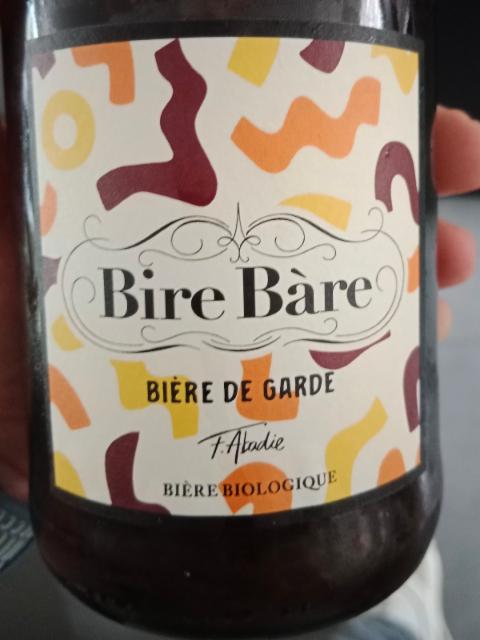 Bire Bàre
BIÈRE DE GARDE
F. Abadie
BIÈRE BIOLOGIQUE